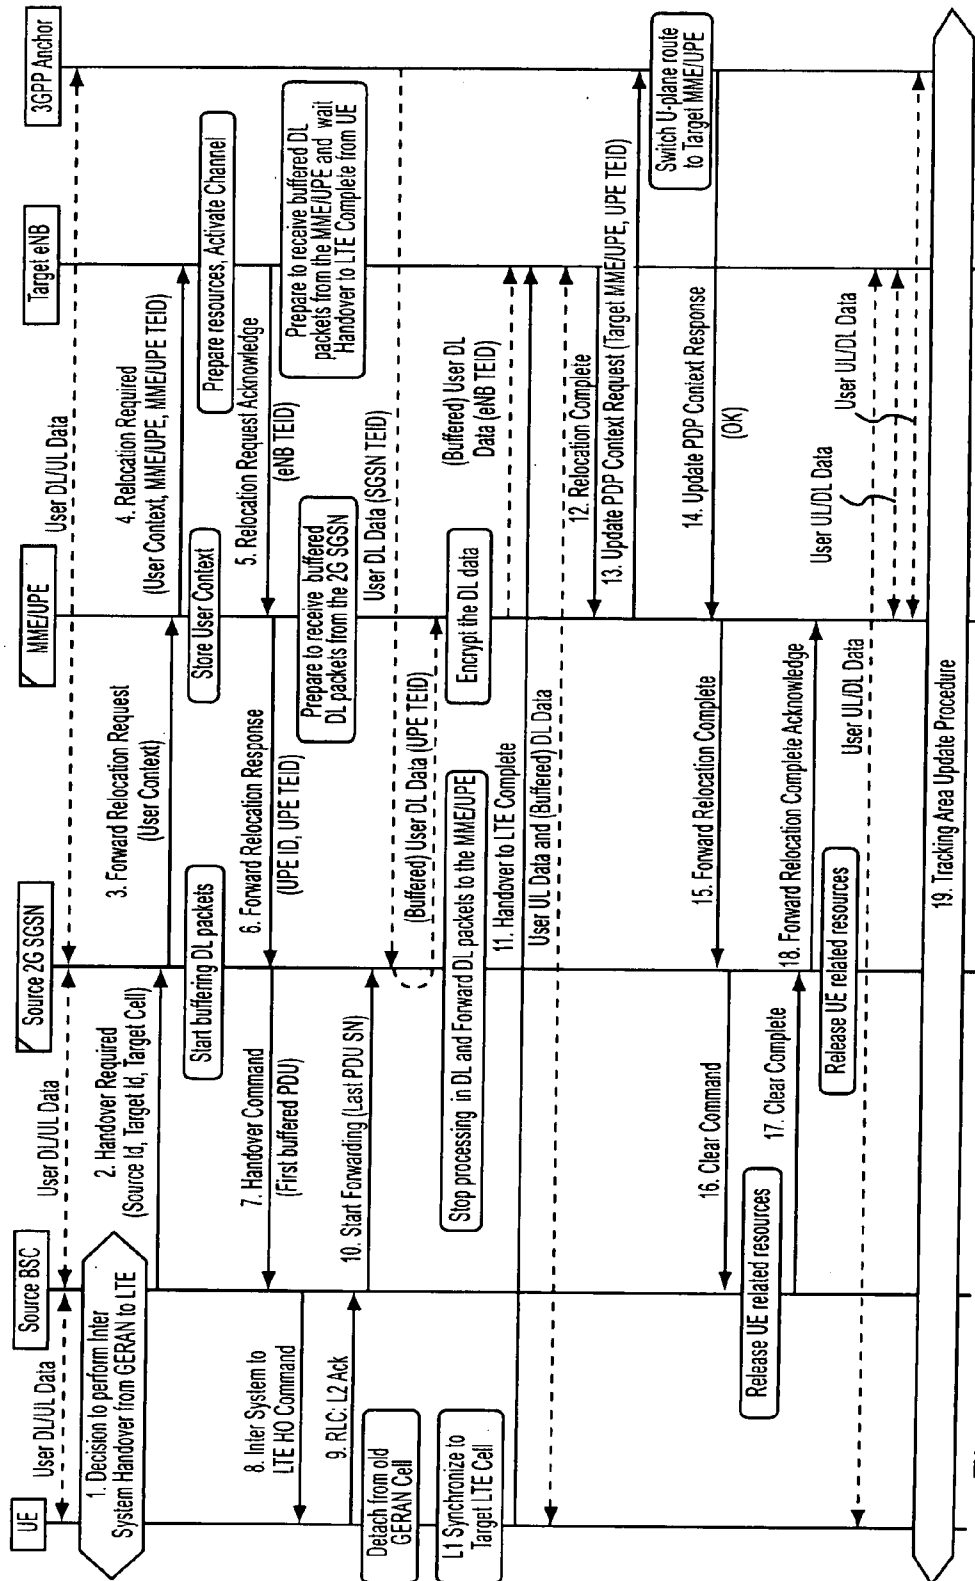 UE
Source BSC
Source 2G SGSN
MME/UPE
Target eNB
3GPP Anchor
User DL/UL Data
User DL/UL Data
User DL/UL Data
1. Decision to perform Inter
System Handover from GERAN to LTE
2. Handover Required
(Source Id, Target Id, Target Cell)
3. Forward Relocation Request
(User Context)
4. Relocation Required
(User Context, MME/UPE, MME/UPE TEID)
Start buffering DL packets
Store User Context
Prepare resources, Activate Channel
5. Relocation Request Acknowledge
(eNB TEID)
6. Forward Relocation Response
(UPE ID, UPE TEID)
7. Handover Command
(First buffered PDU)
Prepare to receive buffered
DL packets from the 2G SGSN
Prepare to receive buffered DL
packets from the MME/UPE and wait
Handover to LTE Complete from UE
8. Inter System to
LTE HO Command
9. RLC: L2 Ack
10. Start Forwarding (Last PDU SN)
User DL Data (SGSN TEID)
Detach from old
GERAN Cell
(Buffered) User DL Data (UPE TEID)
L1 Synchronize to
Target LTE Cell
Stop processing in DL and Forward DL packets to the MME/UPE
Encrypt the DL data
(Buffered) User DL
Data (eNB TEID)
11. Handover to LTE Complete
User UL Data and (Buffered) DL Data
12. Relocation Complete
13. Update PDP Context Request (Target MME/UPE, UPE TEID)
Switch U-plane route
to Target MME/UPE
14. Update PDP Context Response
(OK)
15. Forward Relocation Complete
16. Clear Command
Release UE related resources
17. Clear Complete
18. Forward Relocation Complete Acknowledge
Release UE related resources
User UL/DL Data
User UL/DL Data
User UL/DL Data
19. Tracking Area Update Procedure